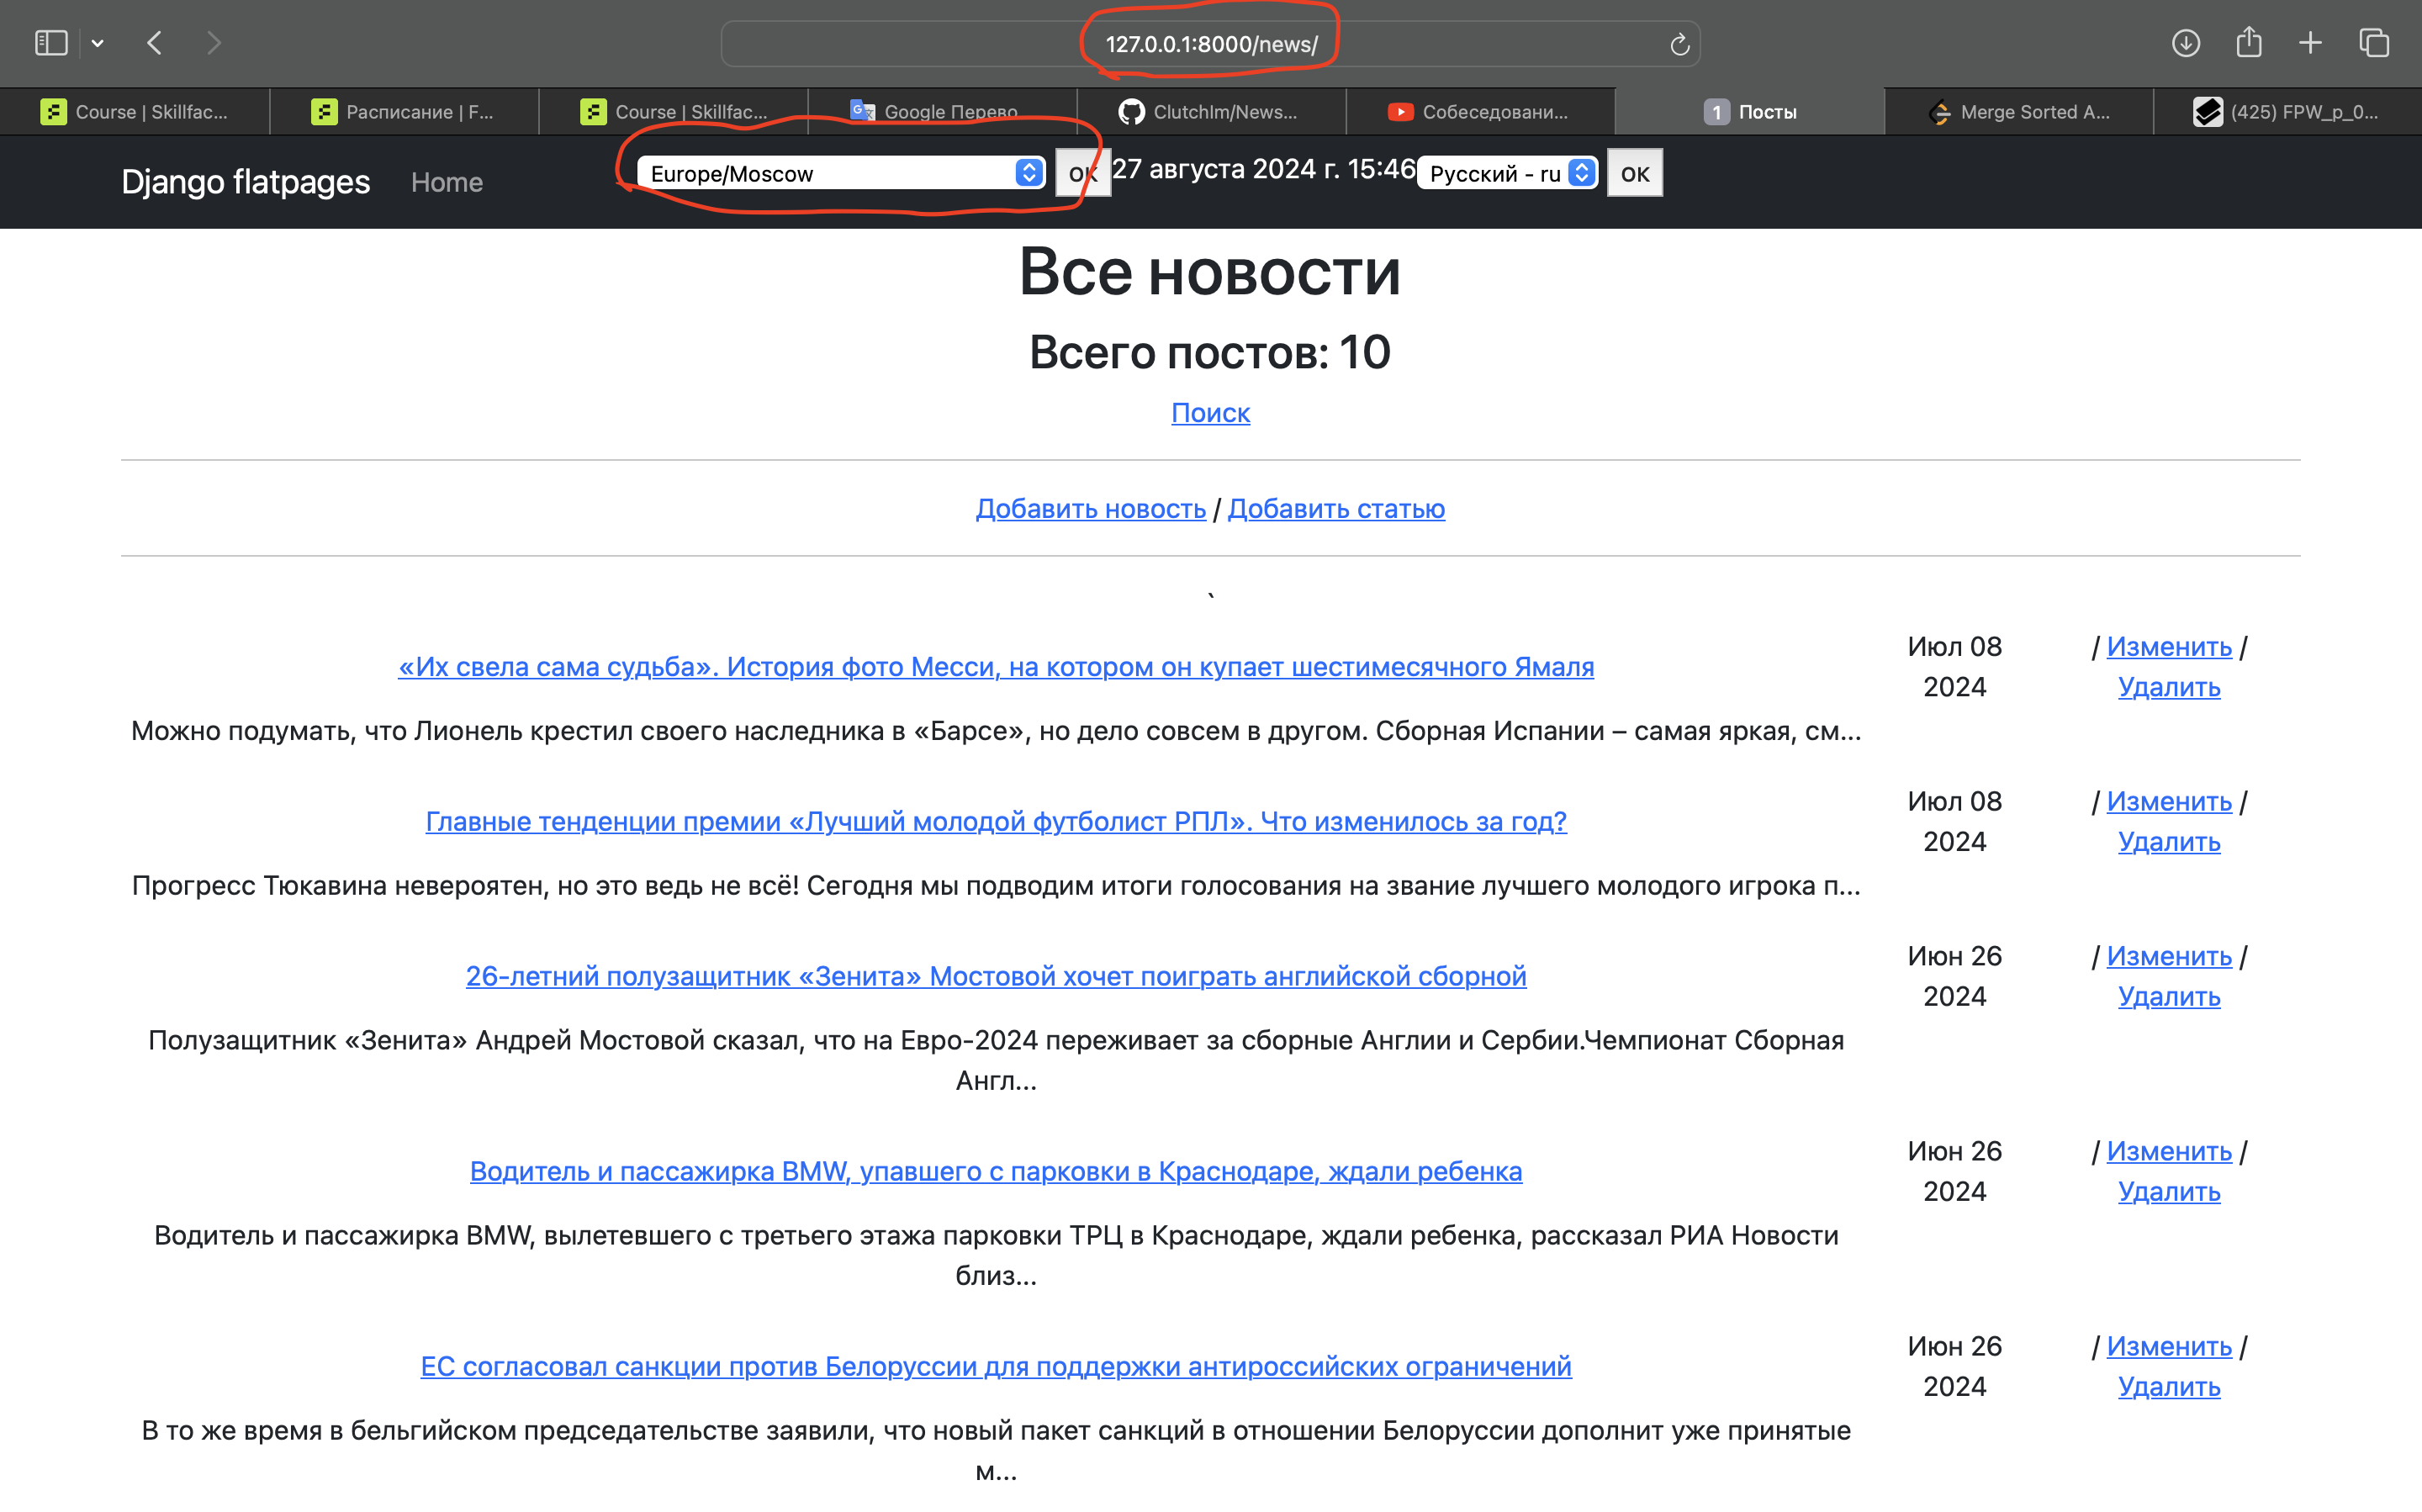 127.0.0.1:8000/news/
Course | Skillfac...
Расписание | F...
Course | Skillfac...
Google Перево
ClutchIm/News...
Собеседовани...
1 Посты
Merge Sorted A...
(425) FPW_p_0...
Django flatpages Home Europe/Moscow ОК 27 августа 2024 г. 15:46 Русский - ru ОК
Все новости
Всего постов: 10
Поиск
Добавить новость / Добавить статью
`
«Их свела сама судьба». История фото Месси, на котором он купает шестимесячного Ямаля
Можно подумать, что Лионель крестил своего наследника в «Барсе», но дело совсем в другом. Сборная Испании – самая яркая, см...
Июл 08
2024
/ Изменить /
Удалить
Главные тенденции премии «Лучший молодой футболист РПЛ». Что изменилось за год?
Прогресс Тюкавина невероятен, но это ведь не всё! Сегодня мы подводим итоги голосования на звание лучшего молодого игрока п...
Июл 08
2024
/ Изменить /
Удалить
26-летний полузащитник «Зенита» Мостовой хочет поиграть английской сборной
Полузащитник «Зенита» Андрей Мостовой сказал, что на Евро-2024 переживает за сборные Англии и Сербии.Чемпионат Сборная
Англ...
Июн 26
2024
/ Изменить /
Удалить
Водитель и пассажирка BMW, упавшего с парковки в Краснодаре, ждали ребенка
Водитель и пассажирка BMW, вылетевшего с третьего этажа парковки ТРЦ в Краснодаре, ждали ребенка, рассказал РИА Новости
близ...
Июн 26
2024
/ Изменить /
Удалить
ЕС согласовал санкции против Белоруссии для поддержки антироссийских ограничений
В то же время в бельгийском председательстве заявили, что новый пакет санкций в отношении Белоруссии дополнит уже принятые
м...
Июн 26
2024
/ Изменить /
Удалить